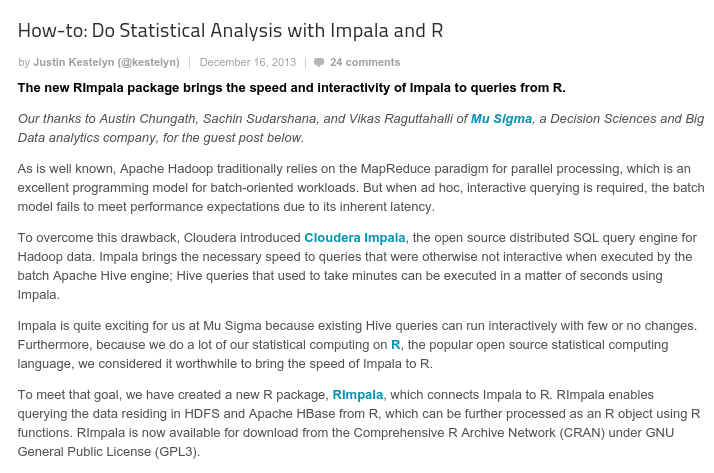 How-to: Do Statistical Analysis with Impala and R
by Justin Kestelyn (@kestelyn) December 16, 2013 24 comments
The new RImpala package brings the speed and interactivity of Impala to queries from R.
Our thanks to Austin Chungath, Sachin Sudarshana, and Vikas Raguttahalli of Mu Sigma, a Decision Sciences and Big
Data analytics company, for the guest post below.
As is well known, Apache Hadoop traditionally relies on the MapReduce paradigm for parallel processing, which is an
excellent programming model for batch-oriented workloads. But when ad hoc, interactive querying is required, the batch
model fails to meet performance expectations due to its inherent latency.
To overcome this drawback, Cloudera introduced Cloudera Impala, the open source distributed SQL query engine for
Hadoop data. Impala brings the necessary speed to queries that were otherwise not interactive when executed by the
batch Apache Hive engine; Hive queries that used to take minutes can be executed in a matter of seconds using
Impala.
Impala is quite exciting for us at Mu Sigma because existing Hive queries can run interactively with few or no changes.
Furthermore, because we do a lot of our statistical computing on R, the popular open source statistical computing
language, we considered it worthwhile to bring the speed of Impala to R.
To meet that goal, we have created a new R package, RImpala, which connects Impala to R. RImpala enables
querying the data residing in HDFS and Apache HBase from R, which can be further processed as an R object using R
functions. RImpala is now available for download from the Comprehensive R Archive Network (CRAN) under GNU
General Public License (GPL3).